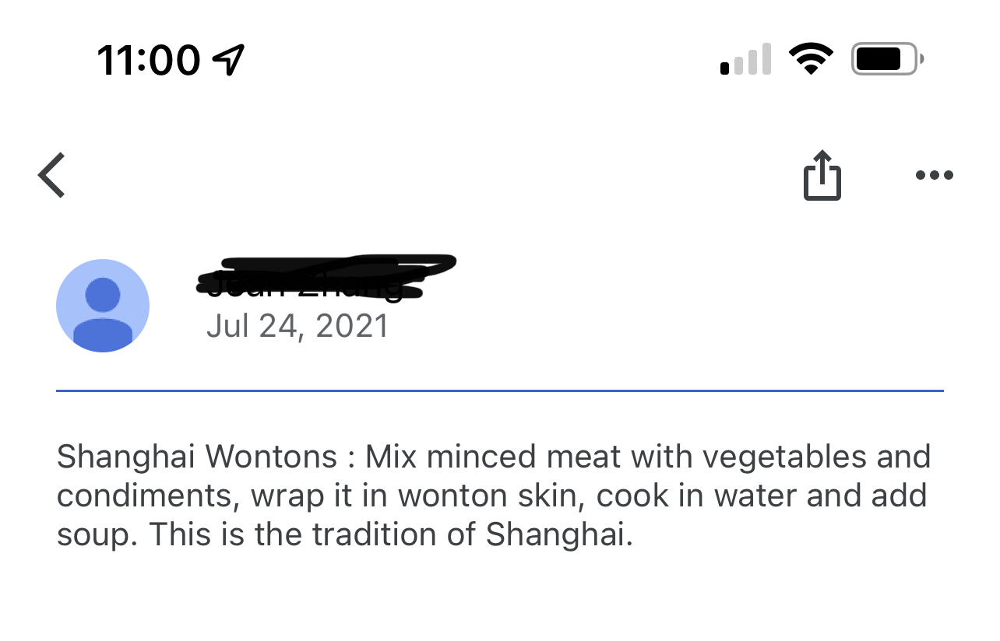 11:00
Jul 24, 2021
Shanghai Wontons : Mix minced meat with vegetables and
condiments, wrap it in wonton skin, cook in water and add
soup. This is the tradition of Shanghai.